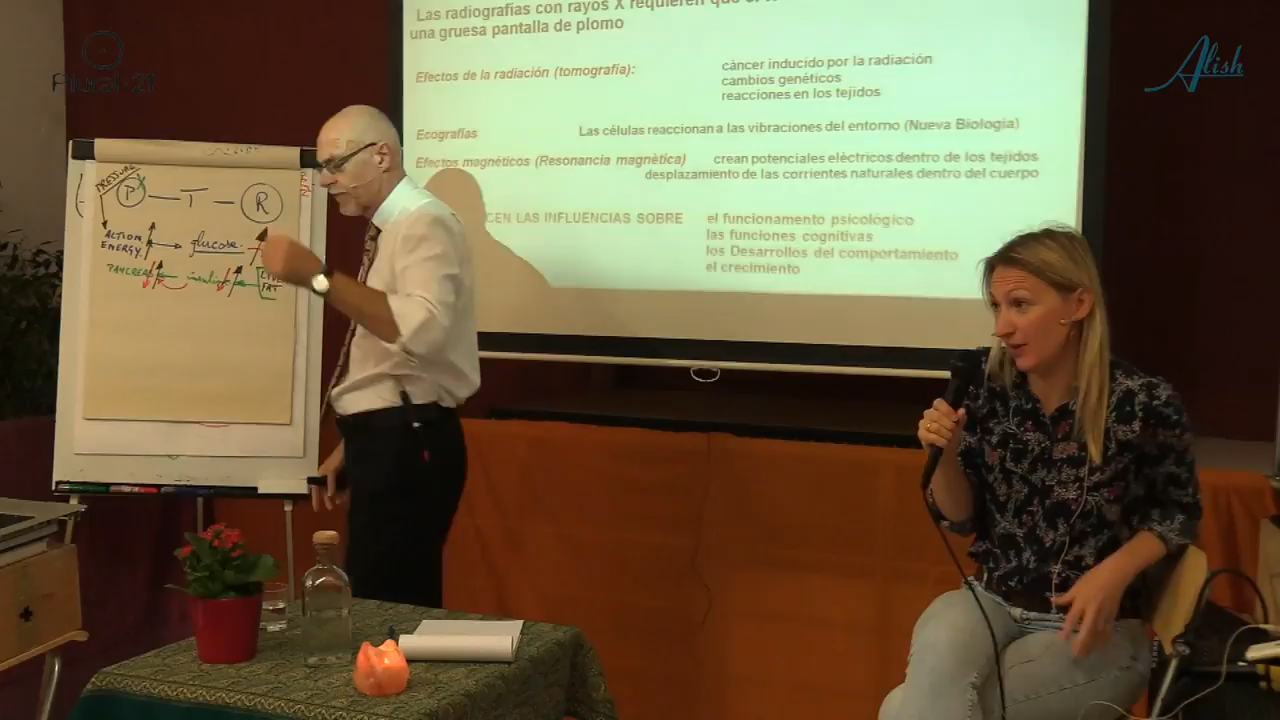 Plural-21
Alish
Las radiografías con rayos X requieren que
una gruesa pantalla de plomo
Efectos de la radiación (tomografía):
cáncer inducido por la radiación
cambios genéticos
reacciones en los tejidos
Ecografías
Las células reaccionan a las vibraciones del entorno (Nueva Biología)
Efectos magnéticos (Resonancia magnètica)
crean potenciales elèctricos dentro de los tejidos
desplazamiento de las corrientes naturales dentro del cuerpo
CEN LAS INFLUENCIAS SOBRE
el funcionamento psicológico
las funciones cognitivas
los Desarrollos del comportamiento
el crecimiento
PRESSURE
P — T — R
ACTION
ENERGY
glucose
PANCREAS
insulin
FAT